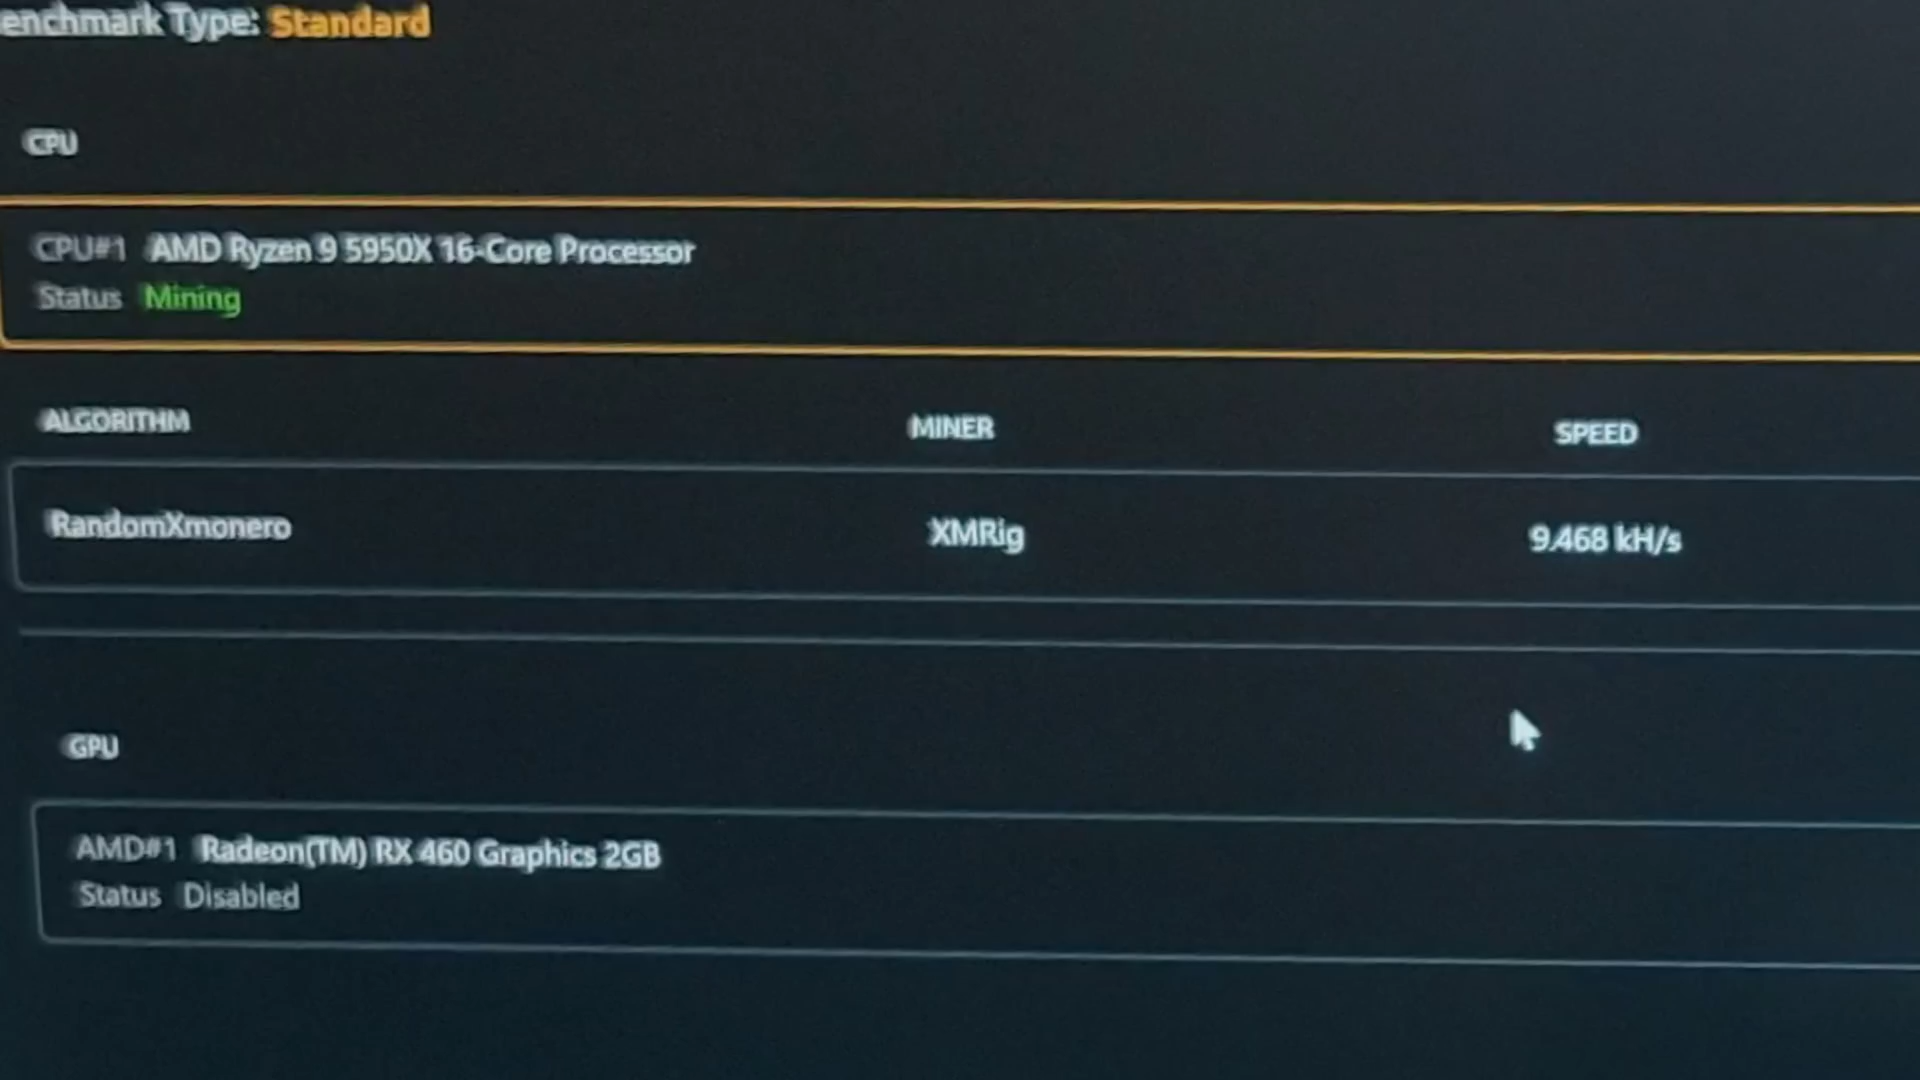 enchmark Type: Standard
CPU
CPU#1 AMD Ryzen 9 5950X 16-Core Processor
Status Mining
ALGORITHM MINER SPEED
RandomXmonero XMRig 9.468 kH/s
GPU
AMD#1 Radeon(TM) RX 460 Graphics 2GB
Status Disabled